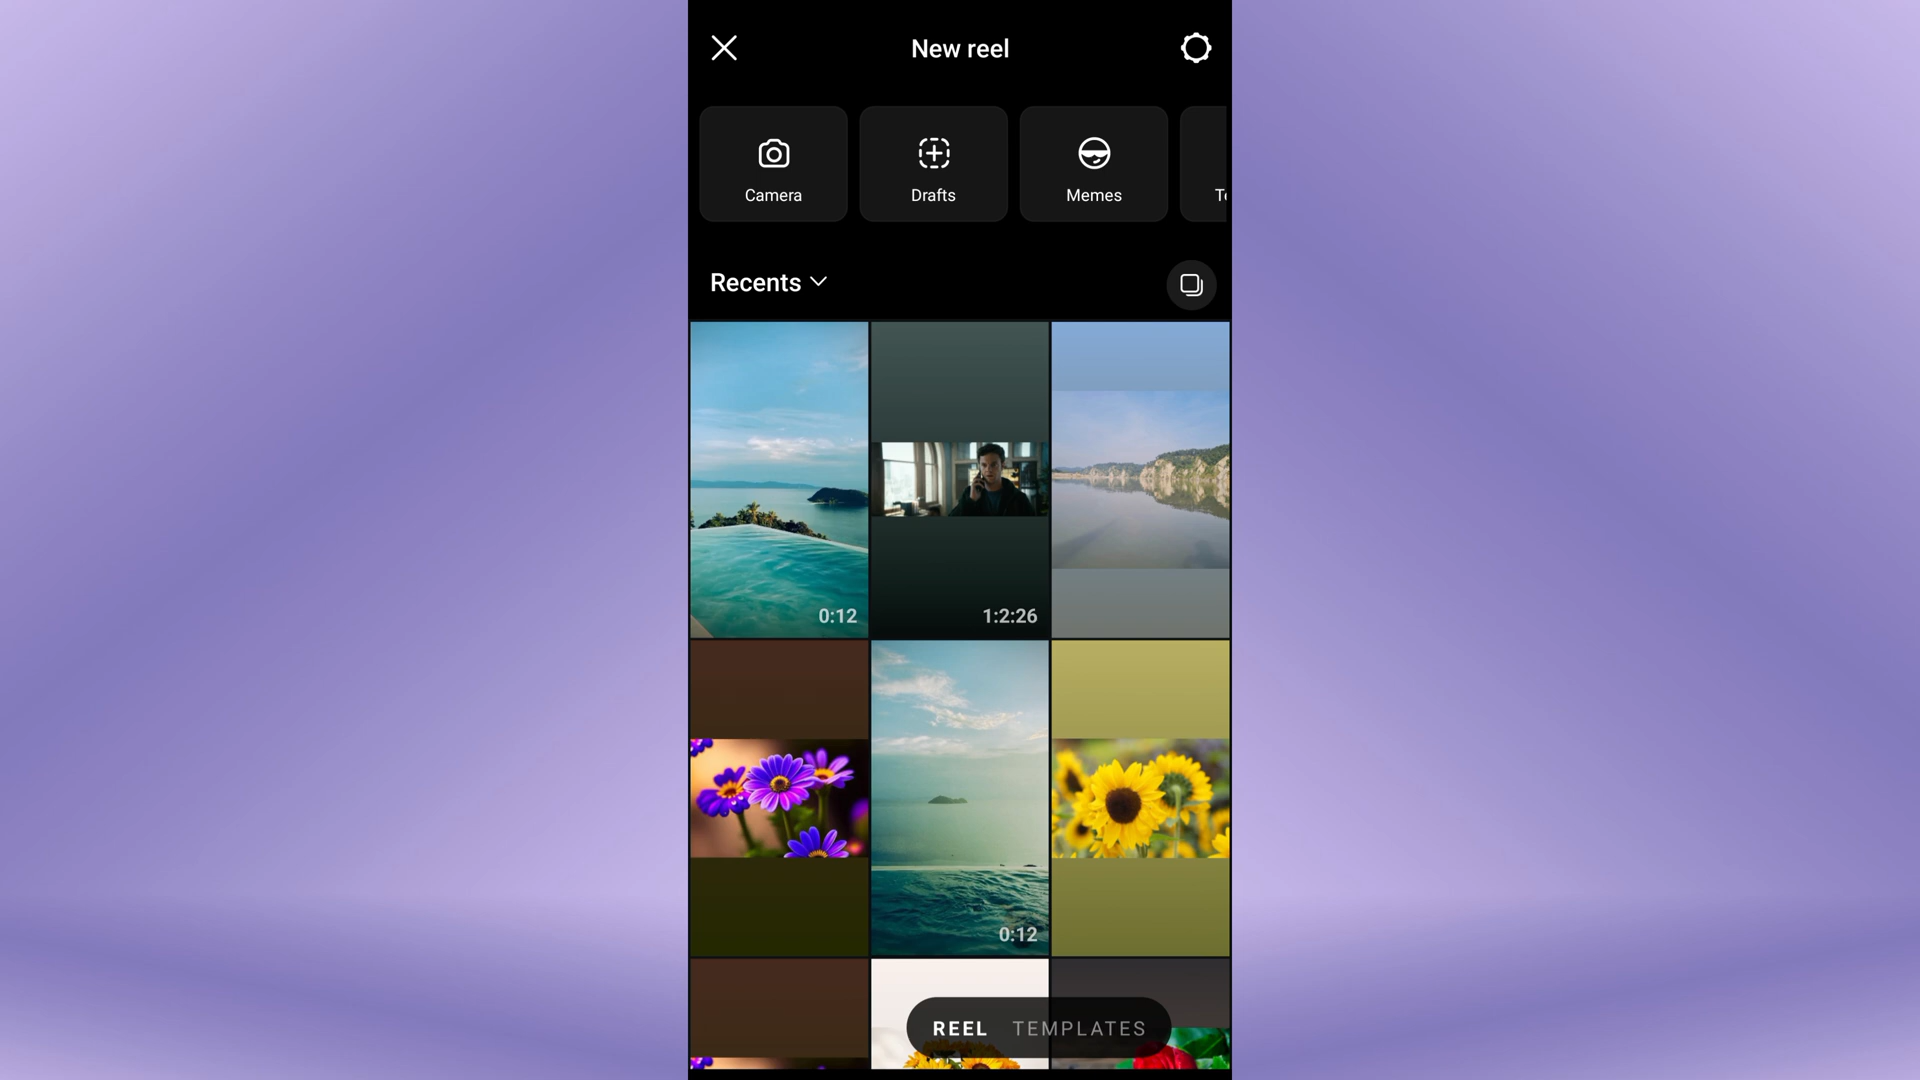 New reel
Camera
Drafts
Memes
Recents
0:12
1:2:26
0:12
REEL
TEMPLATES